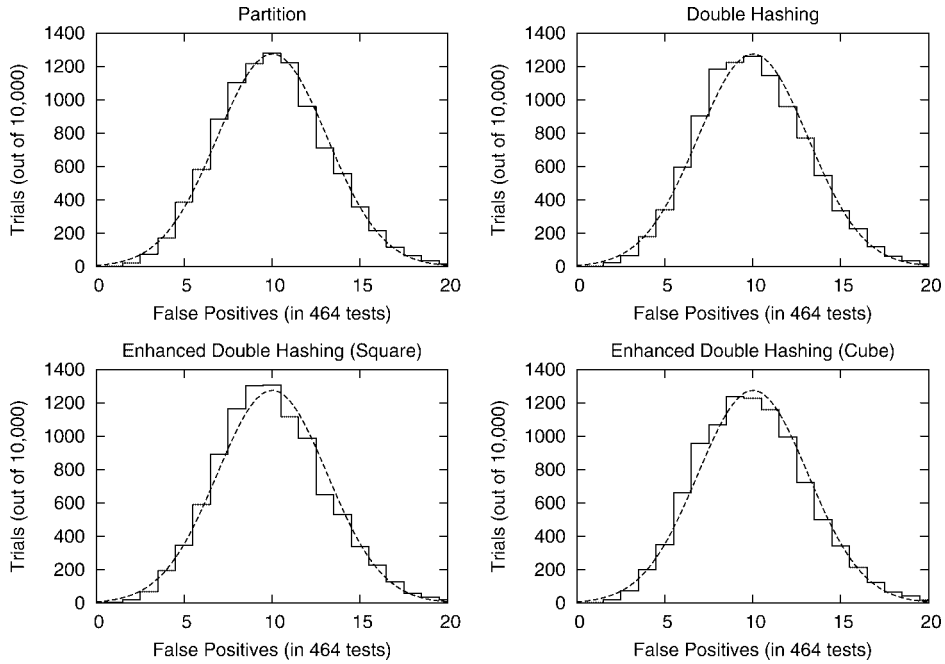 Partition
1400
1200
1000
800
600
400
200
0
Trials (out of 10,000)
0 5 10 15 20
False Positives (in 464 tests)
Double Hashing
1400
1200
1000
800
600
400
200
0
Trials (out of 10,000)
0 5 10 15 20
False Positives (in 464 tests)
Enhanced Double Hashing (Square)
1400
1200
1000
800
600
400
200
0
Trials (out of 10,000)
0 5 10 15 20
False Positives (in 464 tests)
Enhanced Double Hashing (Cube)
1400
1200
1000
800
600
400
200
0
Trials (out of 10,000)
0 5 10 15 20
False Positives (in 464 tests)